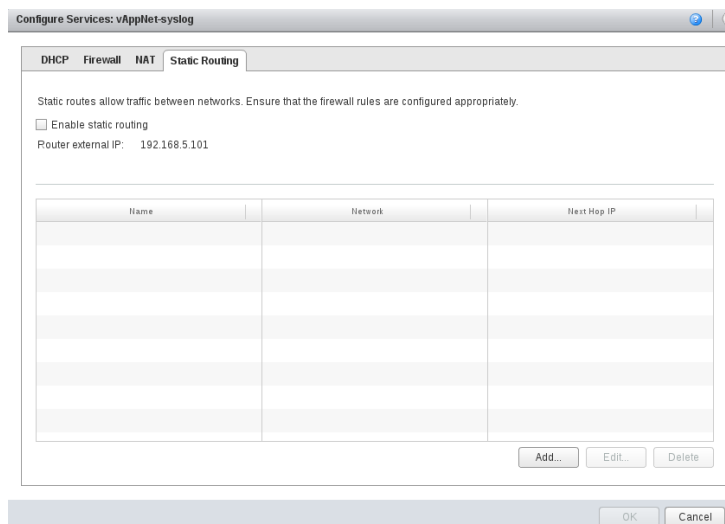 Configure Services: vAppNet-syslog
DHCP Firewall NAT Static Routing
Static routes allow traffic between networks. Ensure that the firewall rules are configured appropriately.
Enable static routing
Router external IP: 192.168.5.101
Name Network Next Hop IP
Add... Edit... Delete
OK Cancel